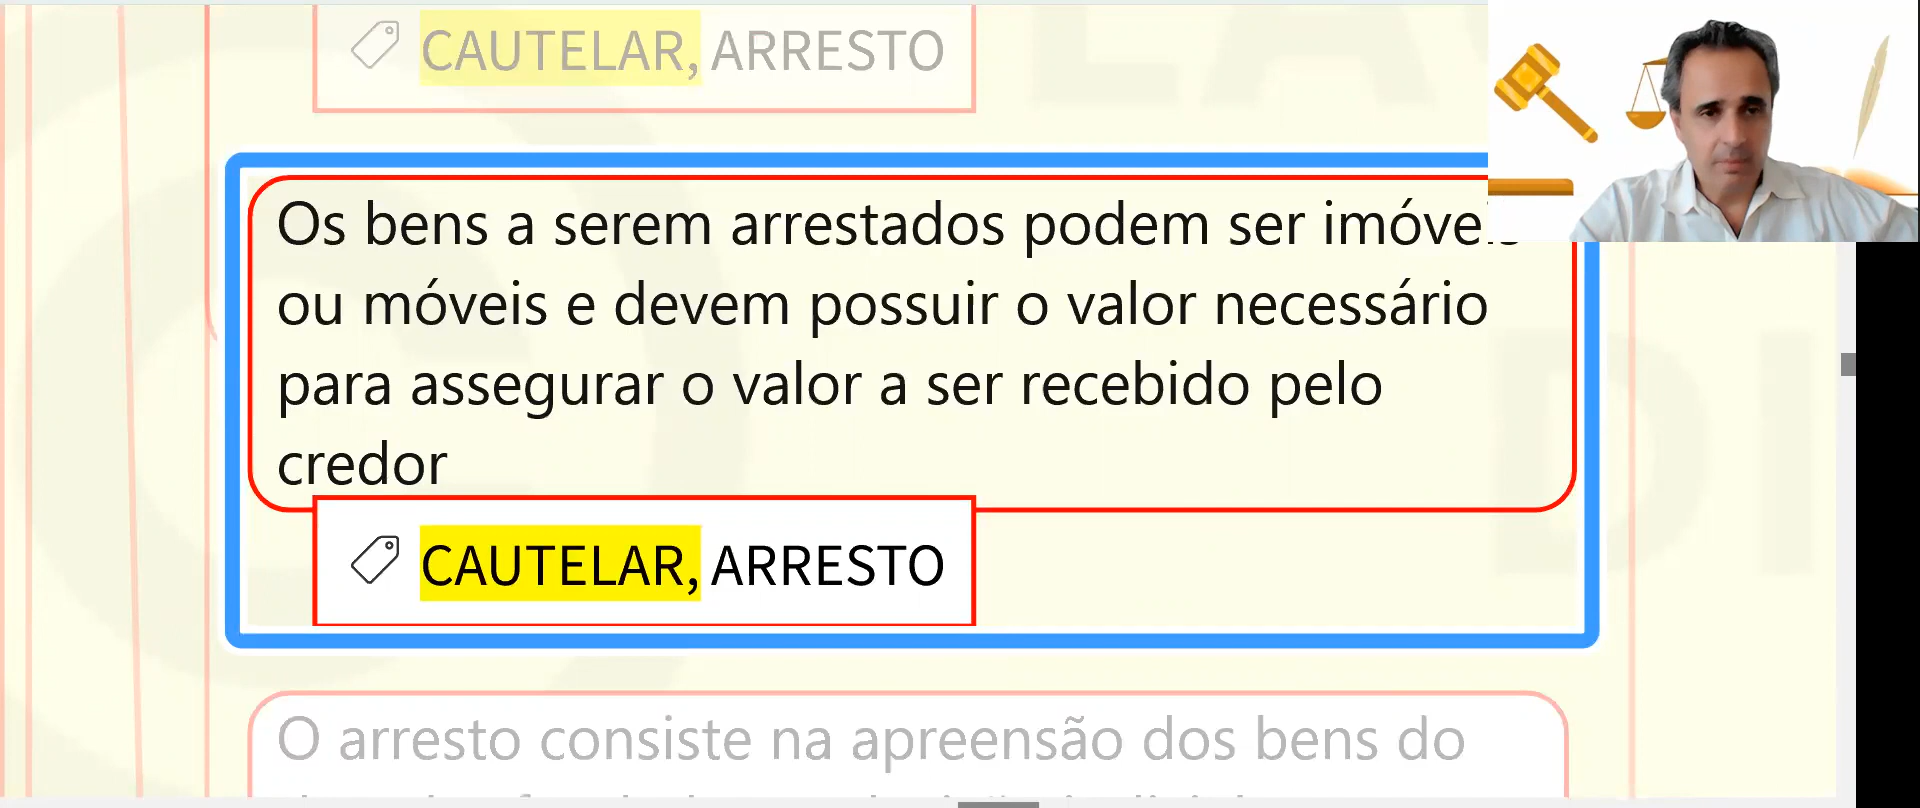 CAUTELAR, ARRESTO
Os bens a serem arrestados podem ser imóveis
ou móveis e devem possuir o valor necessário
para assegurar o valor a ser recebido pelo
credor
CAUTELAR, ARRESTO
O arresto consiste na apreensão dos bens do